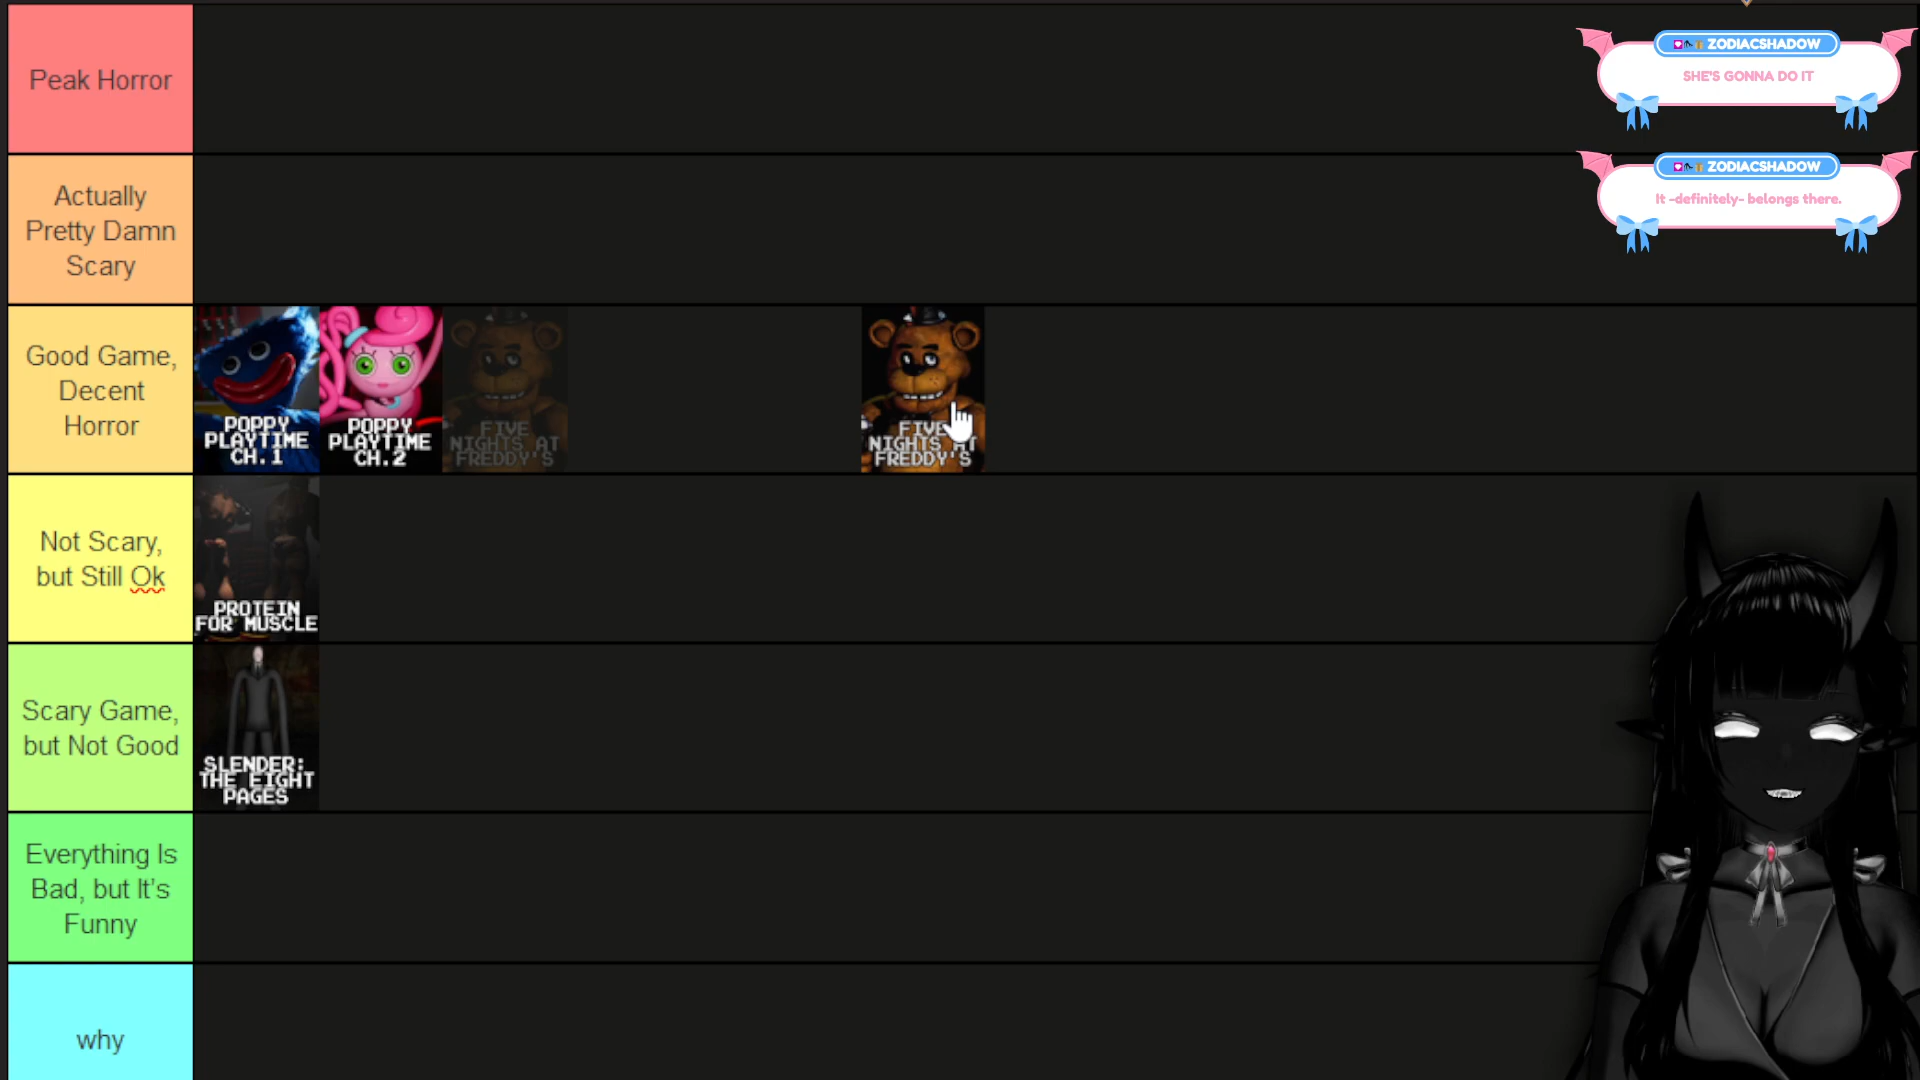 Peak Horror
ZODIACSHADOW
SHE'S GONNA DO IT
ZODIACSHADOW
It -definitely- belongs there.
Actually
Pretty Damn
Scary
Good Game,
Decent
Horror
POPPY
PLAYTIME
CH.1
POPPY
PLAYTIME
CH.2
FIVE
NIGHTS AT
FREDDY'S
FIVE
NIGHTS AT
FREDDY'S
Not Scary,
but Still Ok
PROTEIN
FOR MUSCLE
Scary Game,
but Not Good
SLENDER:
THE EIGHT
PAGES
Everything Is
Bad, but It's
Funny
why